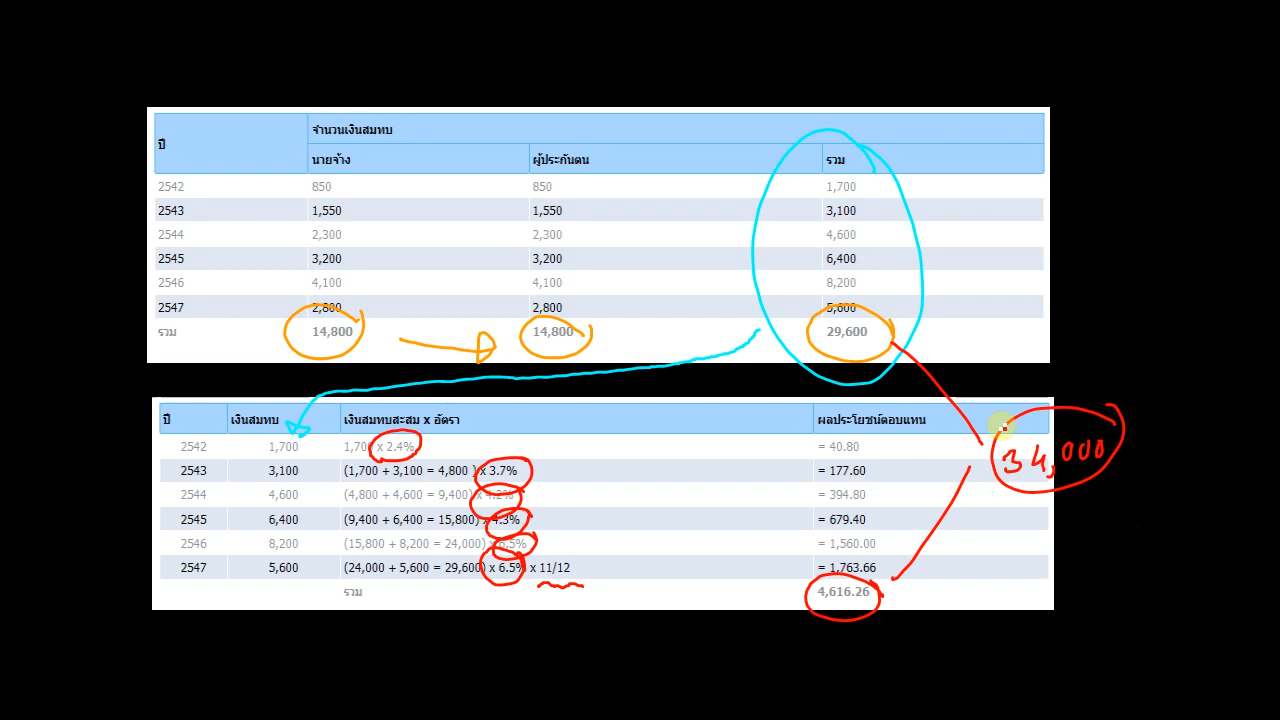 จำนวนเงินสมทบ
ปี
นายจ้าง ผู้ประกันตน รวม
2542 850 850 1,700
2543 1,550 1,550 3,100
2544 2,300 2,300 4,600
2545 3,200 3,200 6,400
2546 4,100 4,100 8,200
2547 2,800 2,800 5,600
รวม 14,800 14,800 29,600
ปี เงินสมทบ เงินสมทบสะสม x อัตรา ผลประโยชน์ตอบแทน
2542 1,700 1,700 x 2.4% = 40.80
34,000
2543 3,100 (1,700 + 3,100 = 4,800 ) x 3.7% = 177.60
2544 4,600 (4,800 + 4,600 = 9,400) x 4.2% = 394.80
2545 6,400 (9,400 + 6,400 = 15,800) x 4.3% = 679.40
2546 8,200 (15,800 + 8,200 = 24,000) x 6.5% = 1,560.00
2547 5,600 (24,000 + 5,600 = 29,600) x 6.5% x 11/12 = 1,763.66
รวม 4,616.26